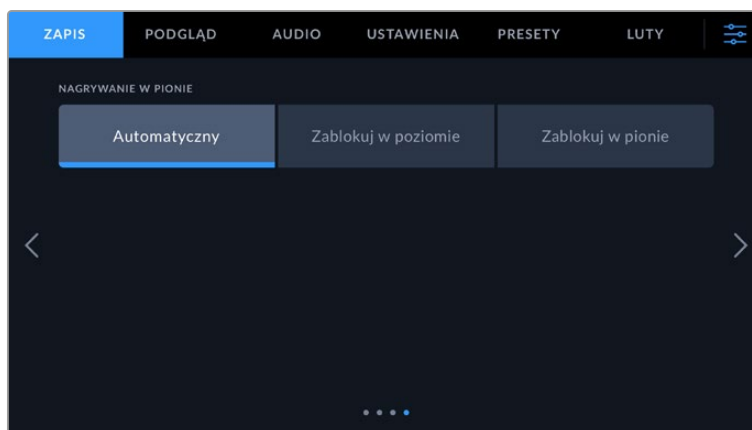 ZAPIS PODGLĄD AUDIO USTAWIENIA PRESETY LUTY
NAGRYWANIE W PIONIE
Automatyczny Zablokuj w poziomie Zablokuj w pionie